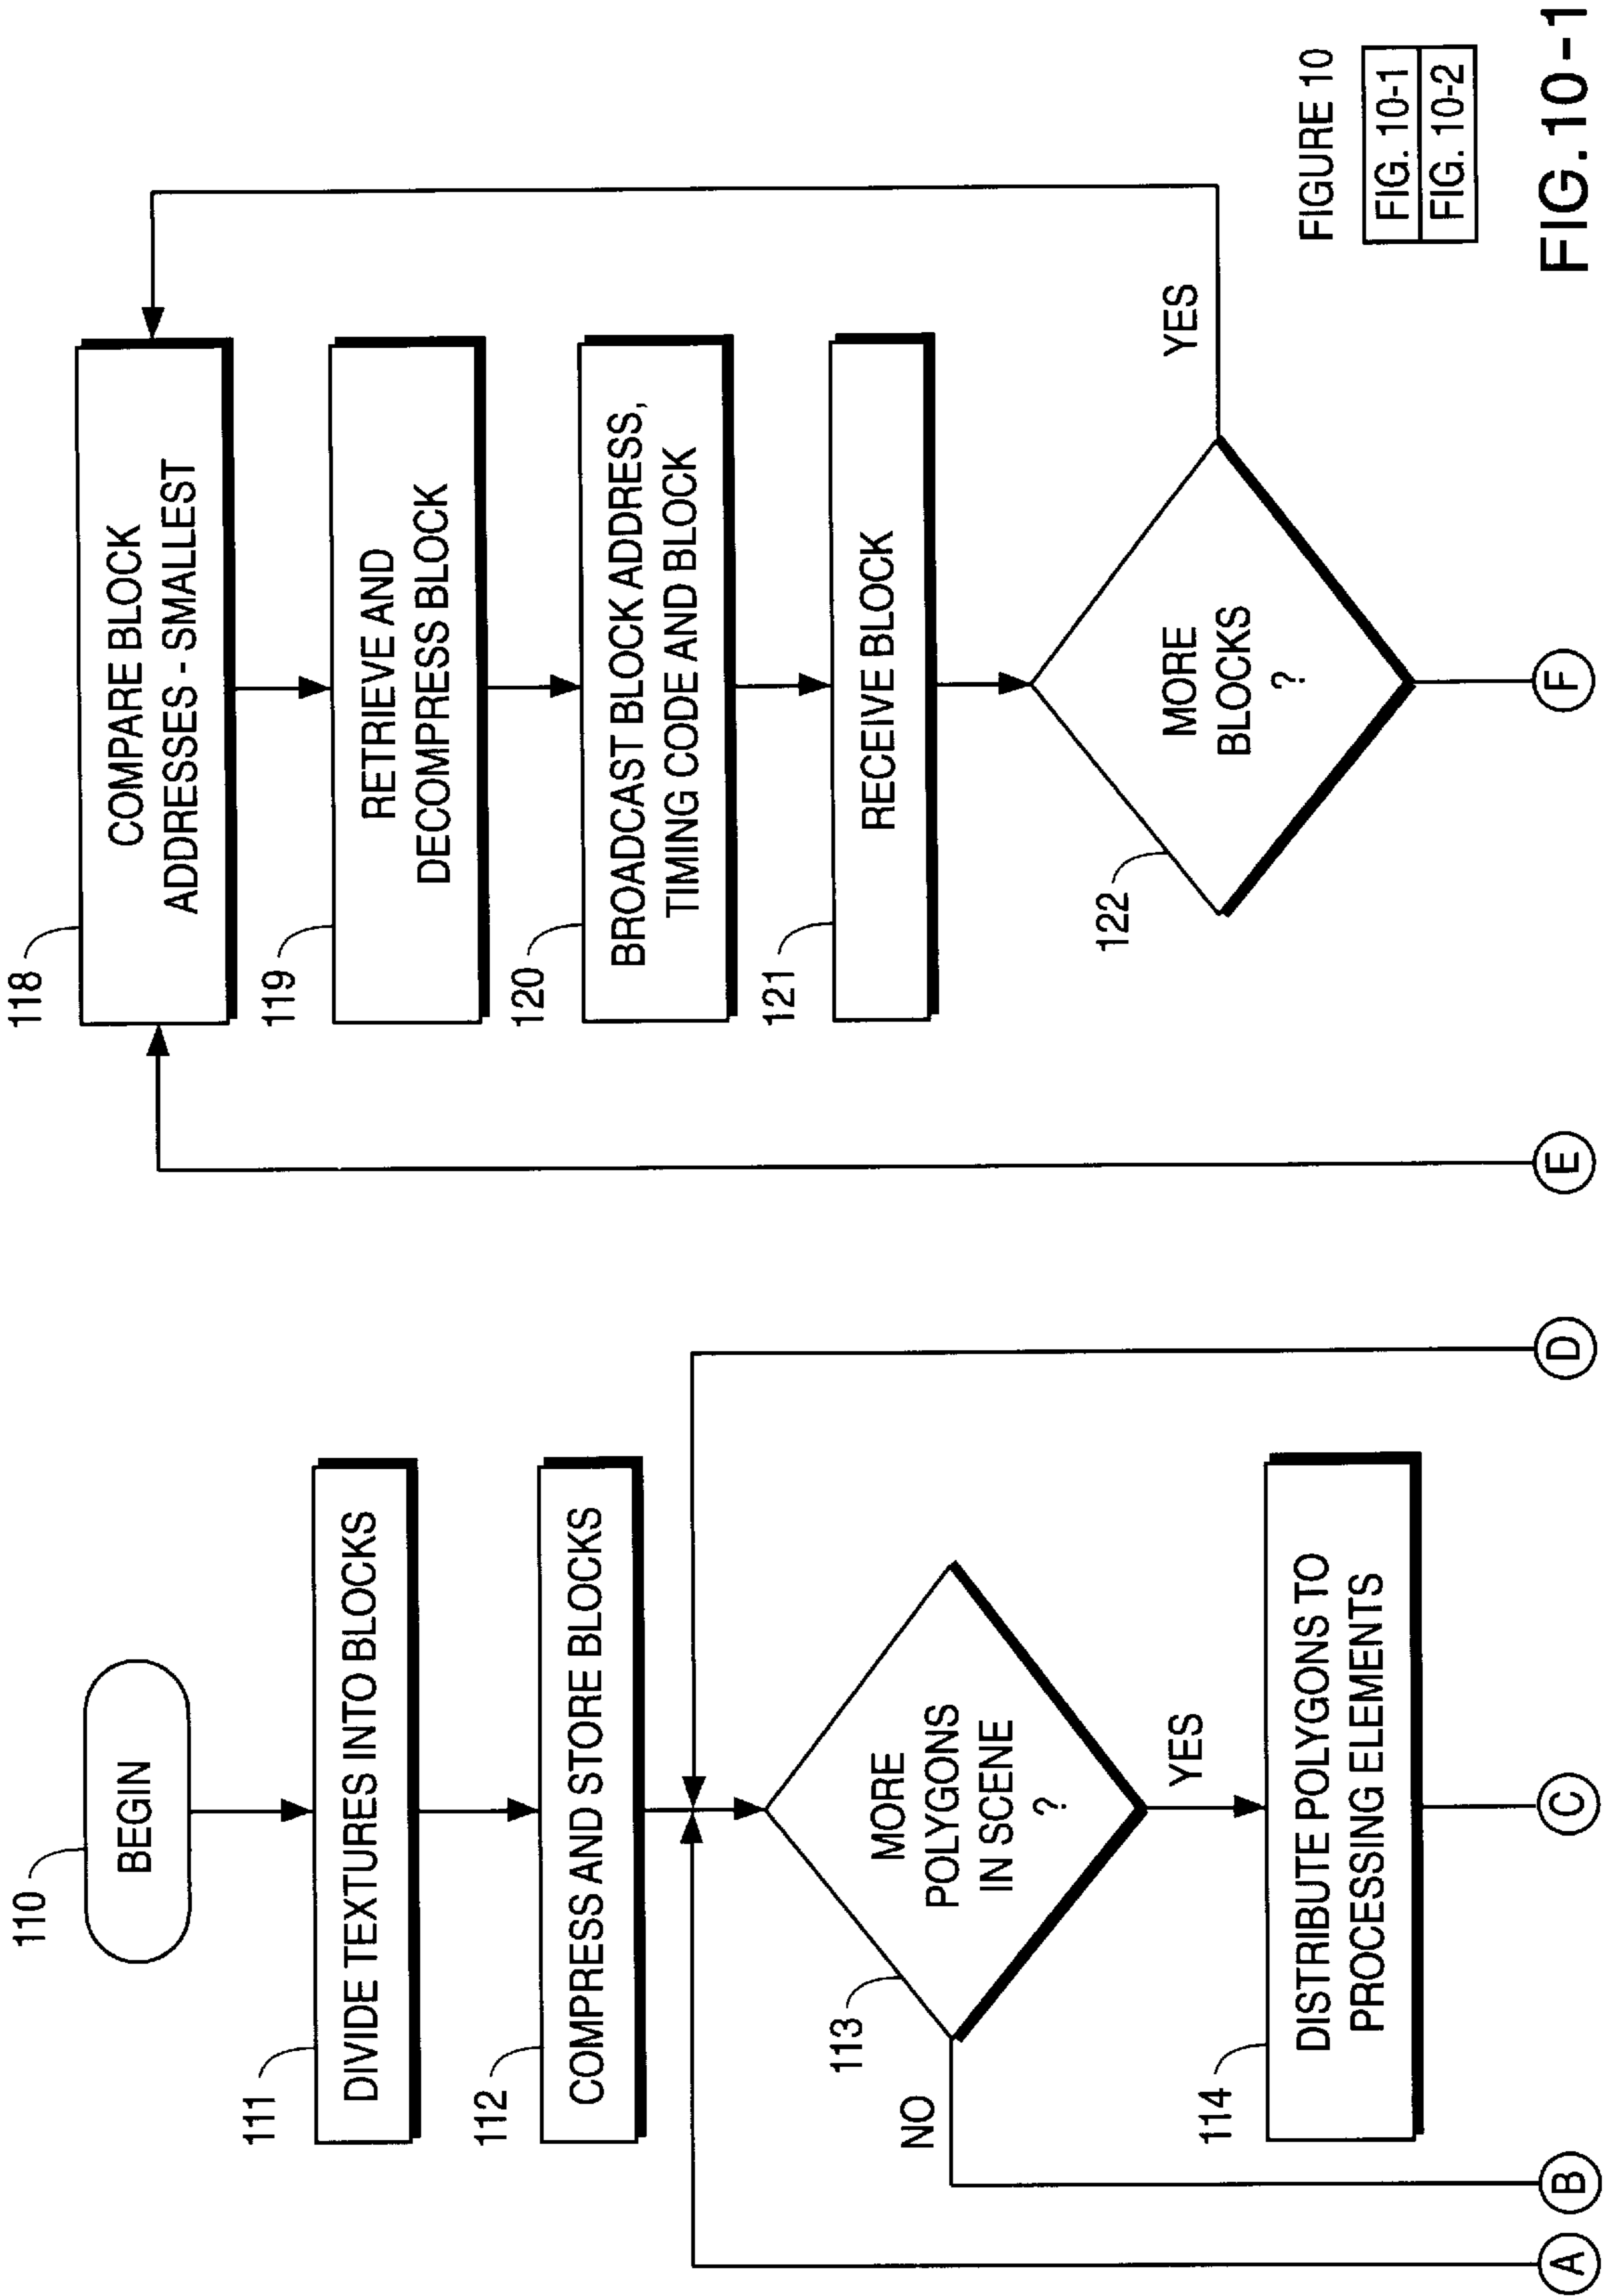 110
BEGIN
111
DIVIDE TEXTURES INTO BLOCKS
112
COMPRESS AND STORE BLOCKS
113
MORE
POLYGONS
IN SCENE
?
NO
YES
114
DISTRIBUTE POLYGONS TO
PROCESSING ELEMENTS
A
B
C
D
118
COMPARE BLOCK
ADDRESSES - SMALLEST
119
RETRIEVE AND
DECOMPRESS BLOCK
120
BROADCAST BLOCK ADDRESS,
TIMING CODE AND BLOCK
121
RECEIVE BLOCK
122
MORE
BLOCKS
?
YES
E
F
FIGURE 10
FIG. 10-1
FIG. 10-2
FIG. 10-1